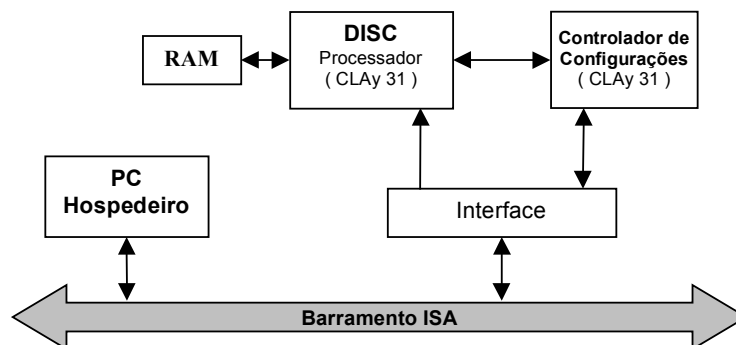 RAM
DISC
Processador
( CLAy 31 )
Controlador de
Configurações
( CLAy 31 )
PC
Hospedeiro
Interface
Barramento ISA